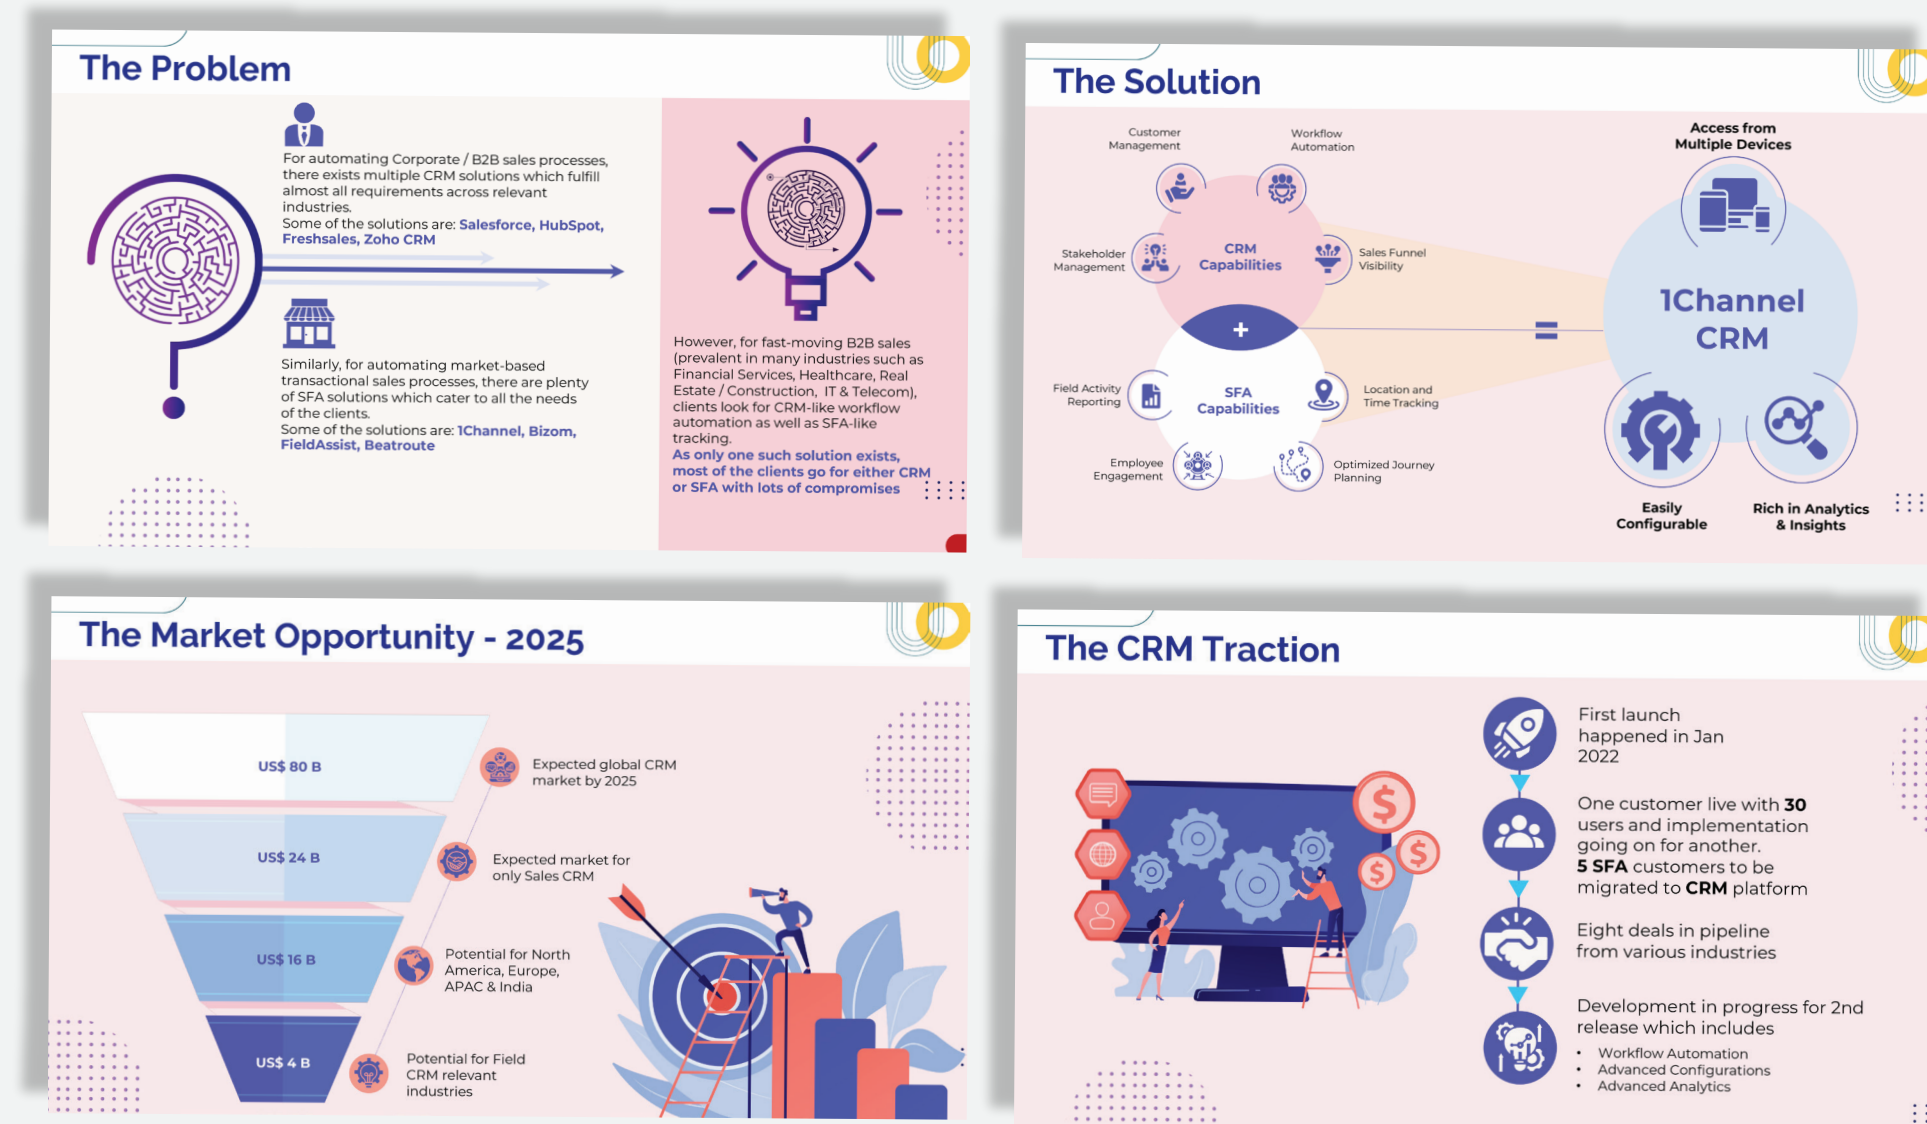 The Problem
For automating Corporate / B2B sales processes,
there exists multiple CRM solutions which fulfill
almost all requirements across relevant
industries.
Some of the solutions are: Salesforce, HubSpot,
Freshsales, Zoho CRM
Similarly, for automating market-based
transactional sales processes, there are plenty
of SFA solutions which cater to all the needs
of the clients.
Some of the solutions are: 1Channel, Bizom,
FieldAssist, Beatroute
However, for fast-moving B2B sales
(prevalent in many industries such as
Financial Services, Healthcare, Real
Estate / Construction, IT & Telecom),
clients look for CRM-like workflow
automation as well as SFA-like
tracking.
As only one such solution exists,
most of the clients go for either CRM
or SFA with lots of compromises
The Solution
Customer
Management
Workflow
Automation
Stakeholder
Management
CRM
Capabilities
Sales Funnel
Visibility
+
Field Activity
Reporting
SFA
Capabilities
Location and
Time Tracking
Employee
Engagement
Optimized Journey
Planning
=
Access from
Multiple Devices
1Channel
CRM
Easily
Configurable
Rich in Analytics
& Insights
The Market Opportunity - 2025
US$ 80 B
Expected global CRM
market by 2025
US$ 24 B
Expected market for
only Sales CRM
US$ 16 B
Potential for North
America, Europe,
APAC & India
US$ 4 B
Potential for Field
CRM relevant
industries
The CRM Traction
$
$
$
First launch
happened in Jan
2022
One customer live with 30
users and implementation
going on for another.
5 SFA customers to be
migrated to CRM platform
Eight deals in pipeline
from various industries
Development in progress for 2nd
release which includes
• Workflow Automation
• Advanced Configurations
• Advanced Analytics